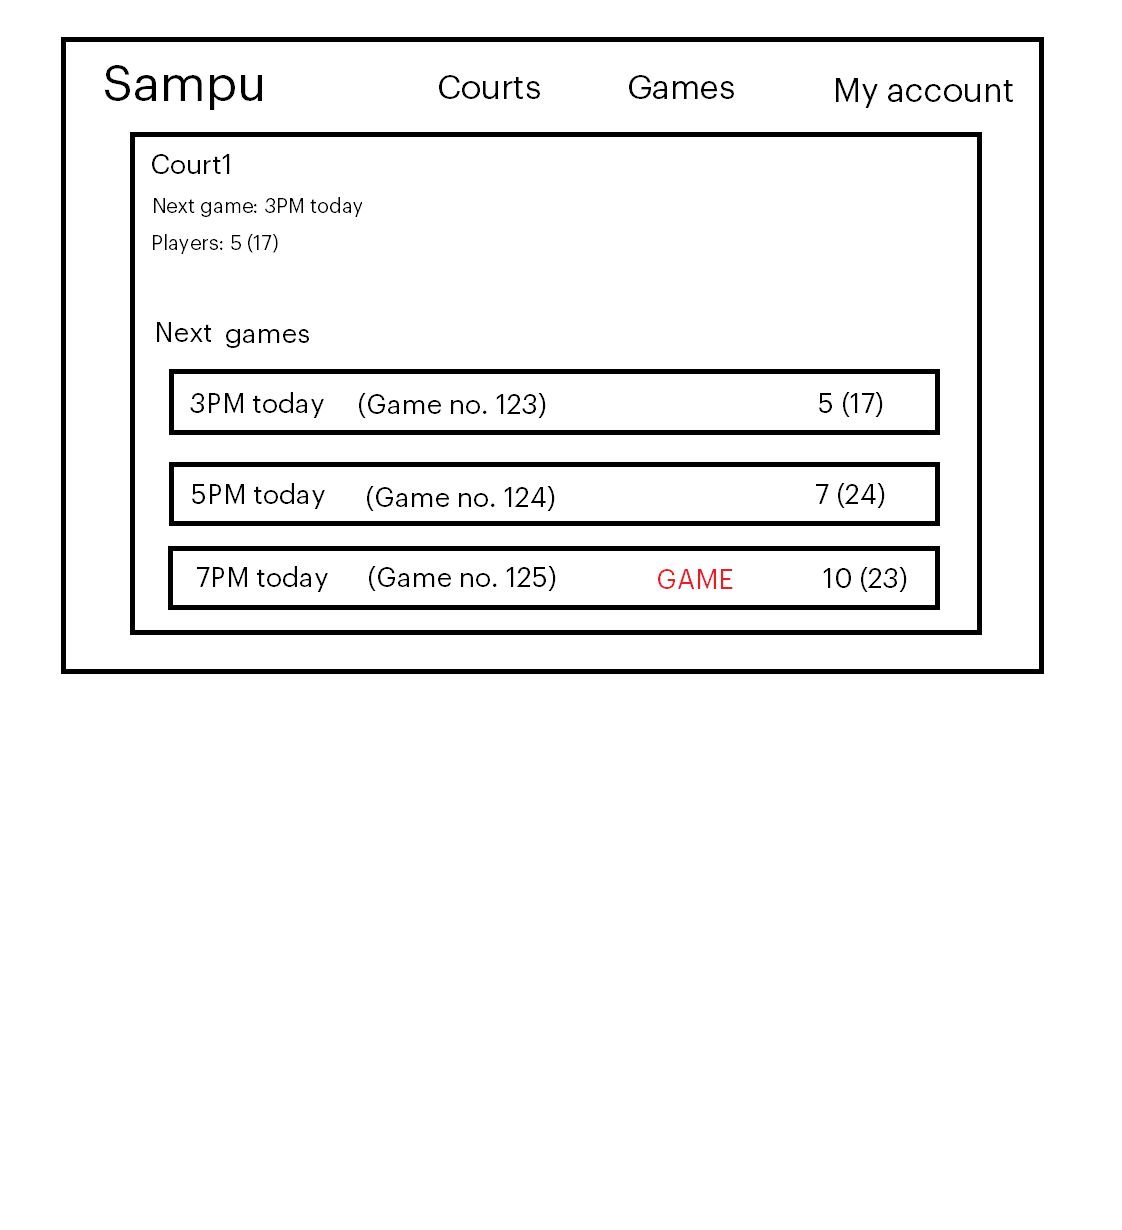 Sampu Courts Games My account
Court1
Next game: 3PM today
Players: 5 (17)
Next games
3PM today (Game no. 123) 5 (17)
5PM today (Game no. 124) 7 (24)
7PM today (Game no. 125) GAME 10 (23)